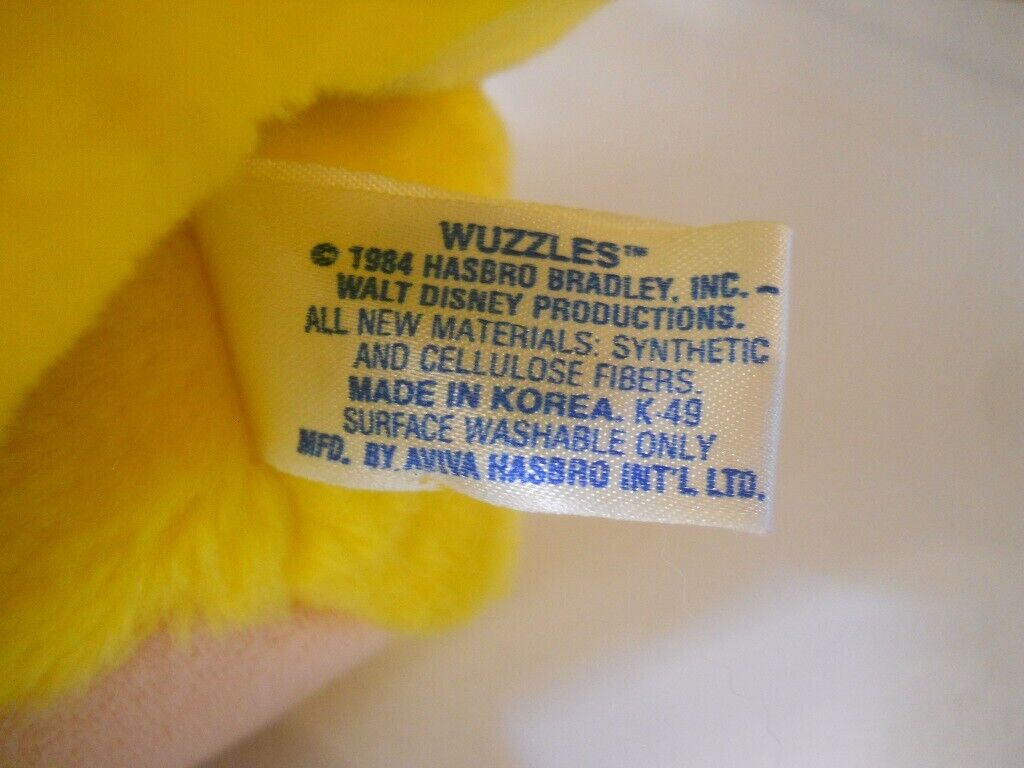 WUZZLES™
© 1984 HASBRO BRADLEY, INC. –
WALT DISNEY PRODUCTIONS.
ALL NEW MATERIALS: SYNTHETIC
AND CELLULOSE FIBERS.
MADE IN KOREA. K-49
SURFACE WASHABLE ONLY
MFD. BY AVIVA HASBRO INT'L LTD.